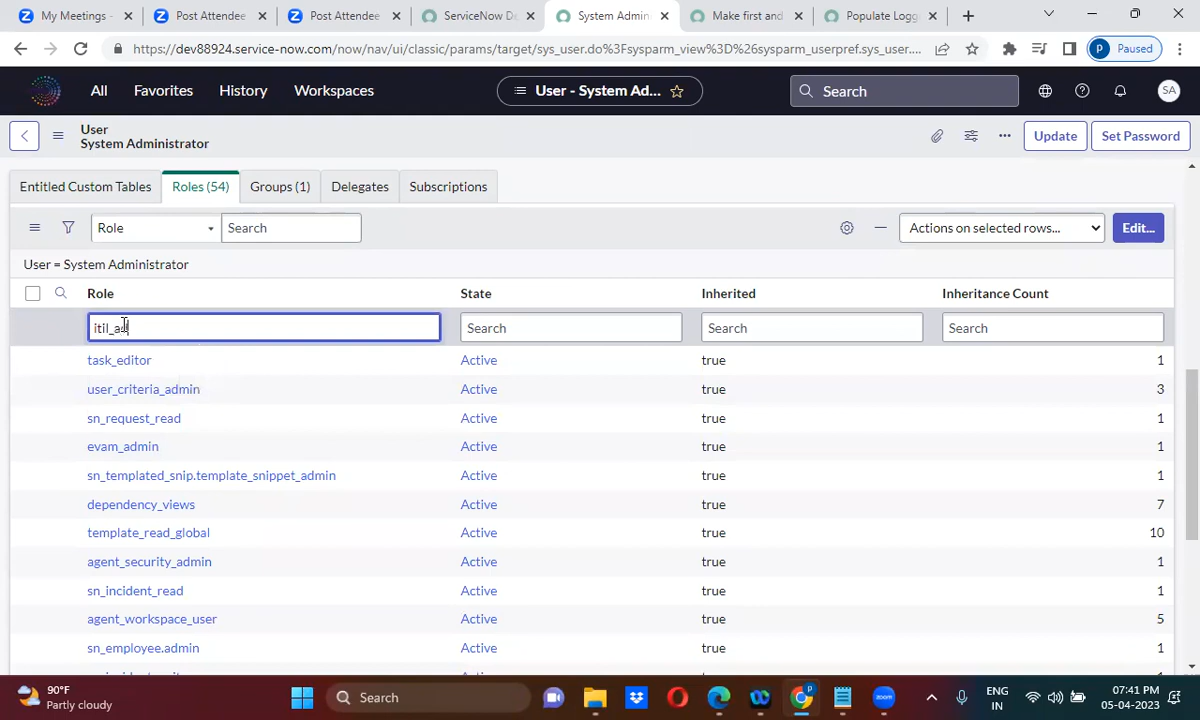 My Meetings -
Post Attendee
Post Attendee
ServiceNow De
System Admin
Make first and
Populate Logg
https://dev88924.service-now.com/now/nav/ui/classic/params/target/sys_user.do%3Fsysparm_view%3D%26sysparm_userpref.sys_user....
P Paused
All Favorites History Workspaces
User - System Ad...
Search
SA
User
System Administrator
Update
Set Password
Entitled Custom Tables
Roles (54)
Groups (1)
Delegates
Subscriptions
Role
Search
Actions on selected rows...
Edit...
User = System Administrator
Role State Inherited Inheritance Count
Search Search Search
task_editor Active true 1
user_criteria_admin Active true 3
sn_request_read Active true 1
evam_admin Active true 1
sn_templated_snip.template_snippet_admin Active true 1
dependency_views Active true 7
template_read_global Active true 10
agent_security_admin Active true 1
sn_incident_read Active true 1
agent_workspace_user Active true 5
sn_employee.admin Active true 1
90°F
Partly cloudy
Search
zoom
ENG
IN
07:41 PM
05-04-2023